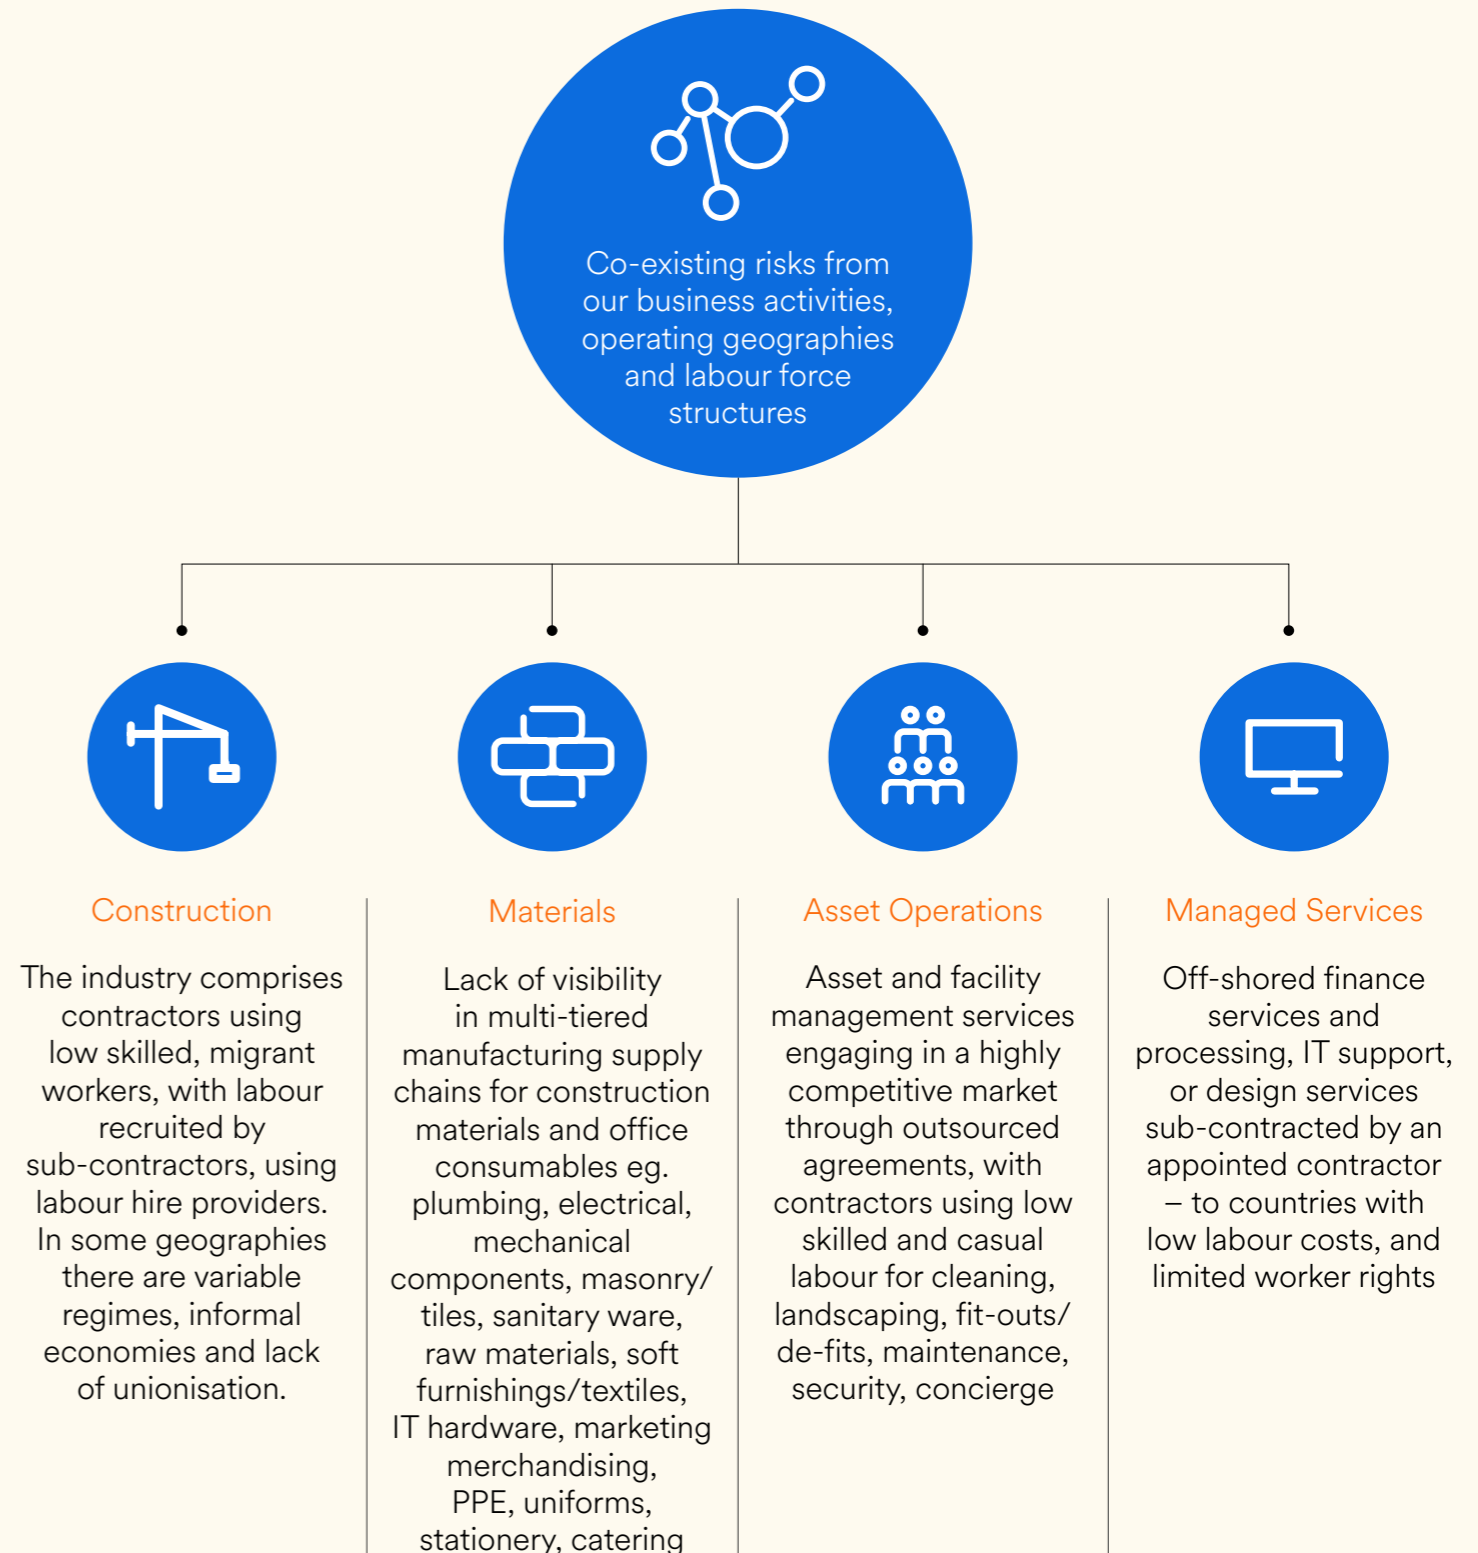 Co-existing risks from
our business activities,
operating geographies
and labour force
structures
Construction
The industry comprises
contractors using
low skilled, migrant
workers, with labour
recruited by
sub-contractors, using
labour hire providers.
In some geographies
there are variable
regimes, informal
economies and lack
of unionisation.
Materials
Lack of visibility
in multi-tiered
manufacturing supply
chains for construction
materials and office
consumables eg.
plumbing, electrical,
mechanical
components, masonry/
tiles, sanitary ware,
raw materials, soft
furnishings/textiles,
IT hardware, marketing
merchandising,
PPE, uniforms,
stationery, catering
Asset Operations
Asset and facility
management services
engaging in a highly
competitive market
through outsourced
agreements, with
contractors using low
skilled and casual
labour for cleaning,
landscaping, fit-outs/
de-fits, maintenance,
security, concierge
Managed Services
Off-shored finance
services and
processing, IT support,
or design services
sub-contracted by an
appointed contractor
– to countries with
low labour costs, and
limited worker rights